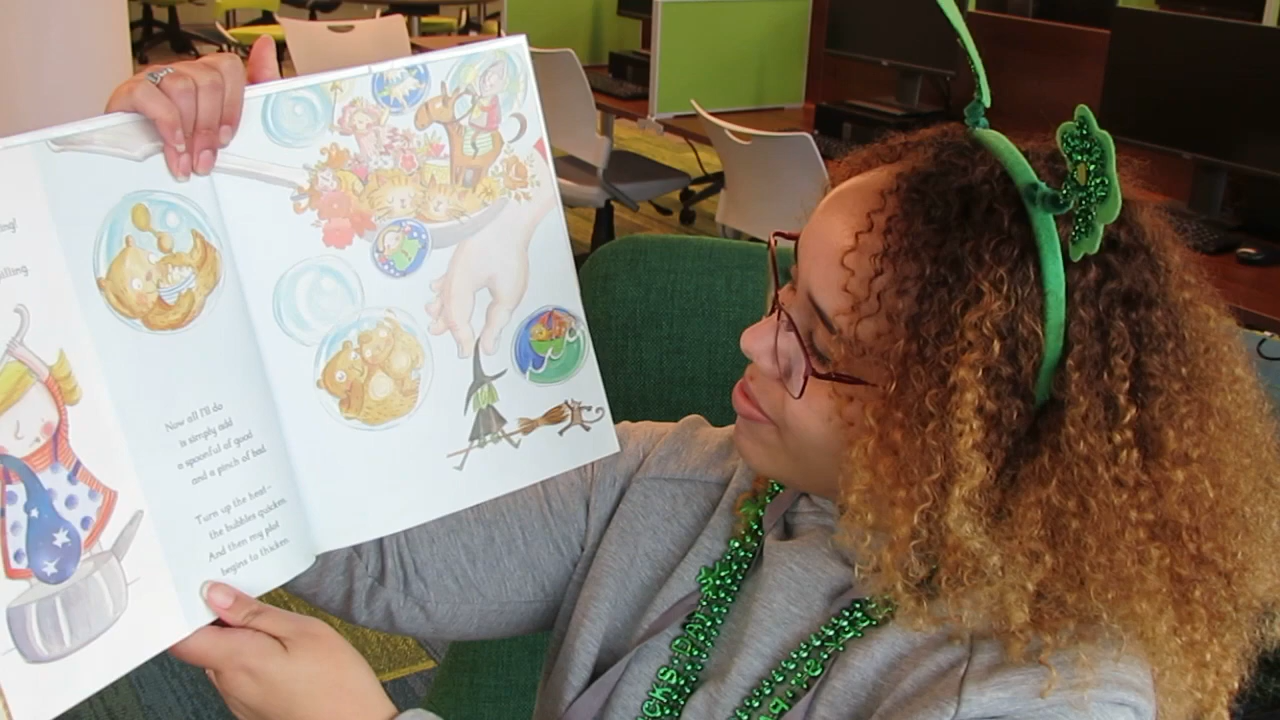 Now all I'll do
is simply add
a spoonful of good
and a pinch of bad.
Turn up the heat–
the bubbles quicken
And then my plot
begins to thicken